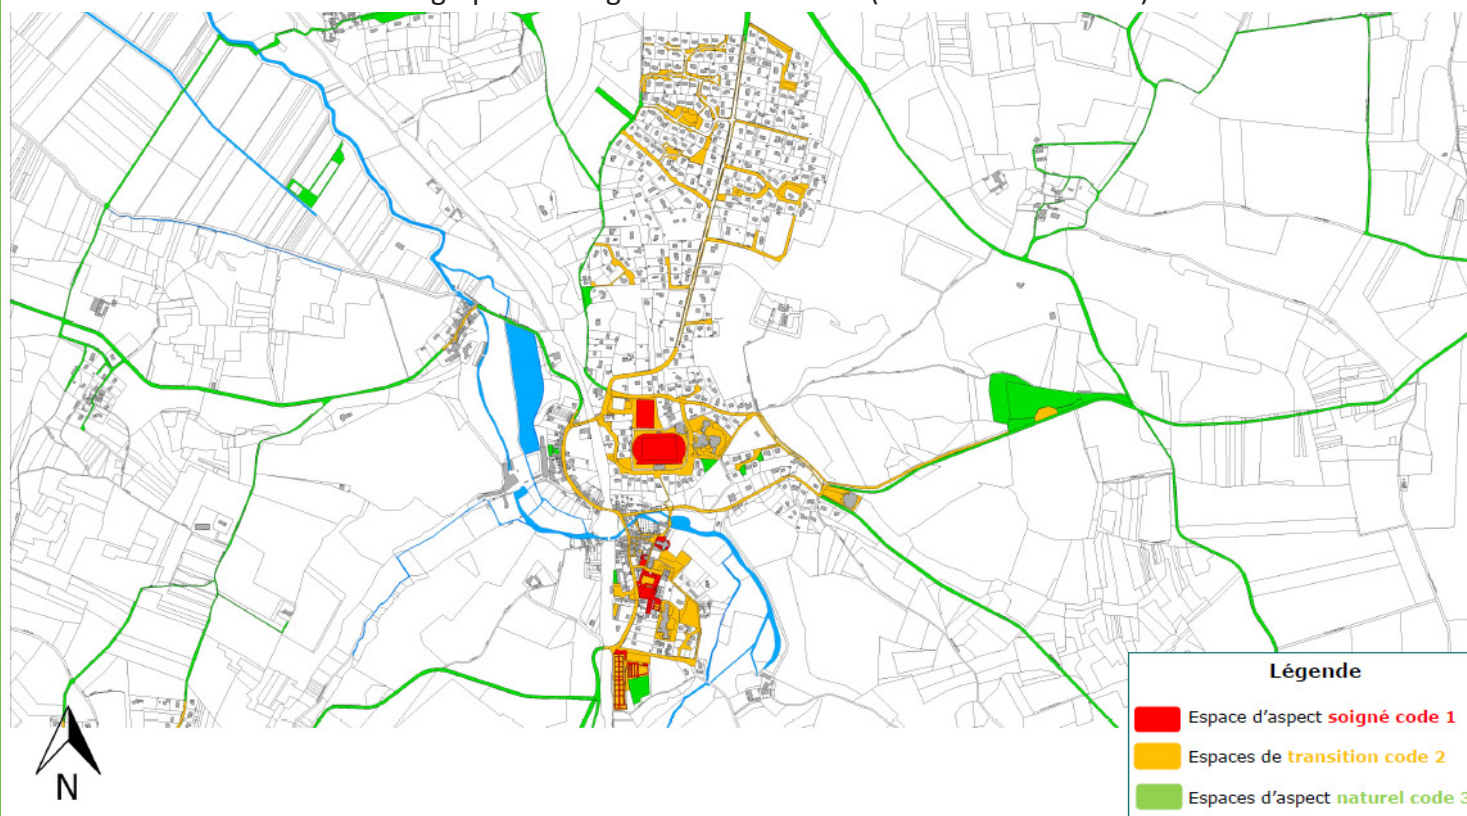 N
Légende
Espace d'aspect soigné code 1
Espaces de transition code 2
Espaces d'aspect naturel code 3